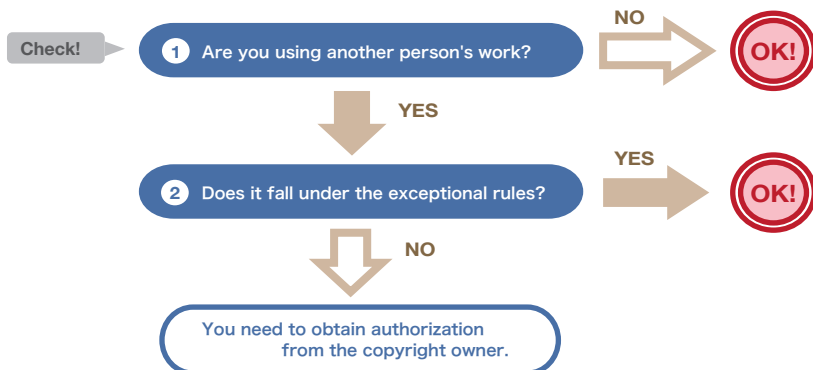 NO
Check!
1 Are you using another person's work?
OK!
YES
YES
2 Does it fall under the exceptional rules?
OK!
NO
You need to obtain authorization
from the copyright owner.